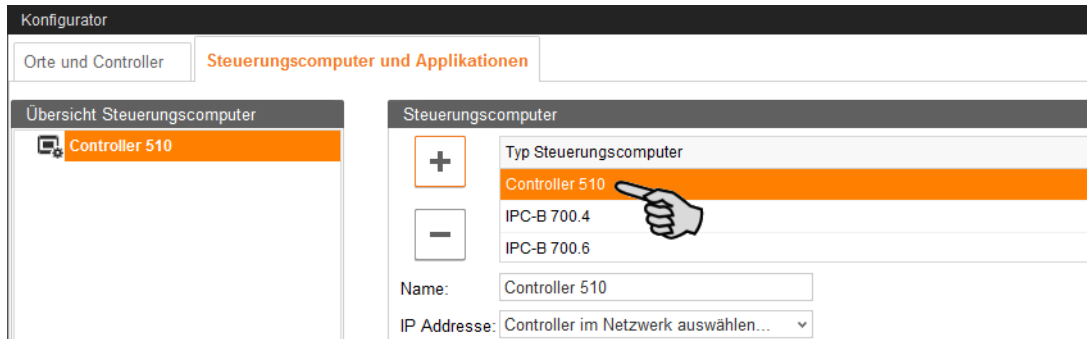 Konfigurator
Orte und Controller
Steuerungscomputer und Applikationen
Übersicht Steuerungscomputer
Controller 510
Steuerungscomputer
Typ Steuerungscomputer
Controller 510
IPC-B 700.4
IPC-B 700.6
Name: Controller 510
IP Addresse: Controller im Netzwerk auswählen...